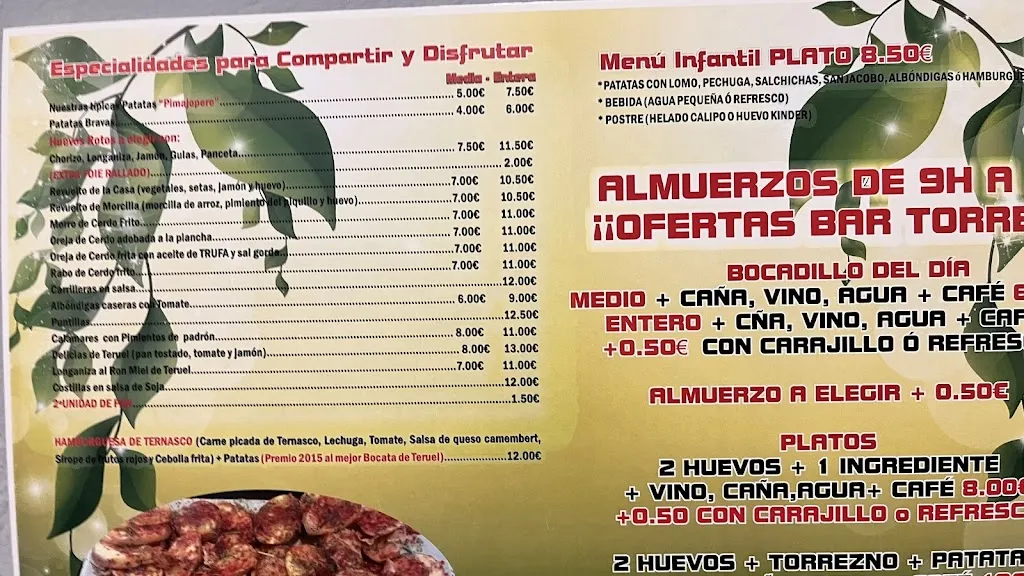 Especialidades para Compartir y Disfrutar
Media - Entera
Nuestras típicas Patatas "Pimajopero" 5.00€ 7.50€
Patatas Bravas 4.00€ 6.00€
Huevos Rotos a elegir con:
Chorizo, Longaniza, Jamón, Gulas, Panceta 7.50€ 11.50€
(EXTRA FOIE RALLADO) 2.00€
Revuelto de la Casa (vegetales, setas, jamón y huevo) 7.00€ 10.50€
Revuelto de Morcilla (morcilla de arroz, pimiento del piquillo y huevo) 7.00€ 10.50€
Morro de Cerdo Frito 7.00€ 11.00€
Oreja de Cerdo adobada a la plancha 7.00€ 11.00€
Oreja de Cerdo frita con aceite de TRUFA y sal gorda 7.00€ 11.00€
Rabo de Cerdo frito 7.00€ 11.00€
Carrilleras en salsa 12.00€
Albóndigas caseras con Tomate 6.00€ 9.00€
Puntillas 12.50€
Calamares con Pimientos de padrón 8.00€ 11.00€
Delicias de Teruel (pan tostado, tomate y jamón) 8.00€ 13.00€
Longaniza al Ron Miel de Teruel 7.00€ 11.00€
Costillas en salsa de Soja 12.00€
2ª UNIDAD DE PAN 1.50€
HAMBURGUESA DE TERNASCO (Carne picada de Ternasco, Lechuga, Tomate, Salsa de queso camembert,
Sirope de frutos rojos y Cebolla frita) + Patatas (Premio 2015 al mejor Bocata de Teruel) 12.00€
Menú Infantil PLATO 8.50€
* PATATAS CON LOMO, PECHUGA, SALCHICHAS, SAN JACOBO, ALBÓNDIGAS ó HAMBURGUE
* BEBIDA (AGUA PEQUEÑA Ó REFRESCO)
* POSTRE (HELADO CALIPO O HUEVO KINDER)
ALMUERZOS DE 9H A
¡¡OFERTAS BAR TORRE
BOCADILLO DEL DÍA
MEDIO + CAÑA, VINO, AGUA + CAFÉ
ENTERO + CÑA, VINO, AGUA + CAF
+0.50€ CON CARAJILLO Ó REFRESC
ALMUERZO A ELEGIR + 0.50€
PLATOS
2 HUEVOS + 1 INGREDIENTE
+ VINO, CAÑA,AGUA+ CAFÉ 8.00€
+0.50 CON CARAJILLO o REFRESC
2 HUEVOS + TORREZNO + PATATA